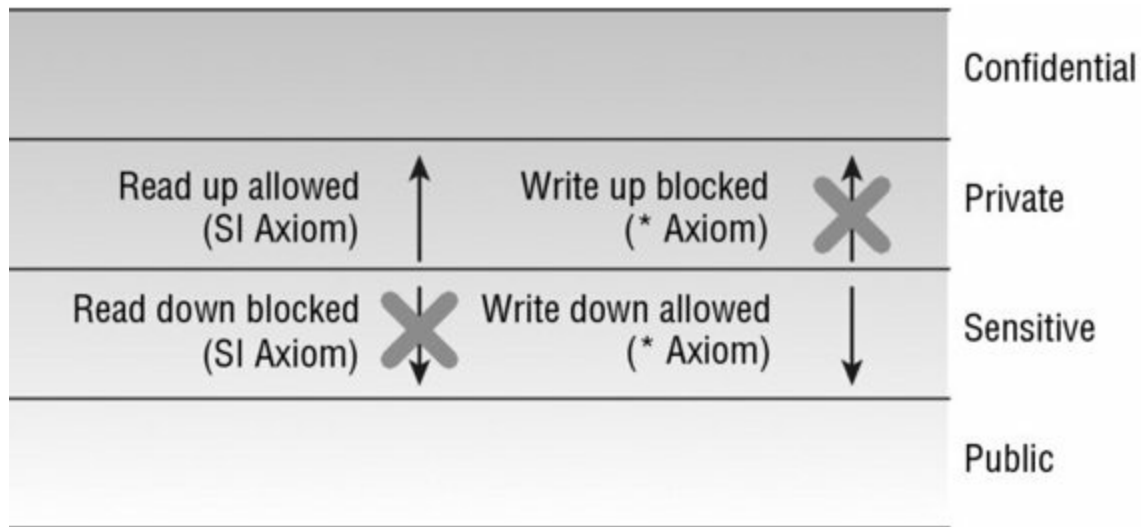 Confidential
Read up allowed
(SI Axiom)
Write up blocked
(* Axiom)
Private
Read down blocked
(SI Axiom)
Write down allowed
(* Axiom)
Sensitive
Public